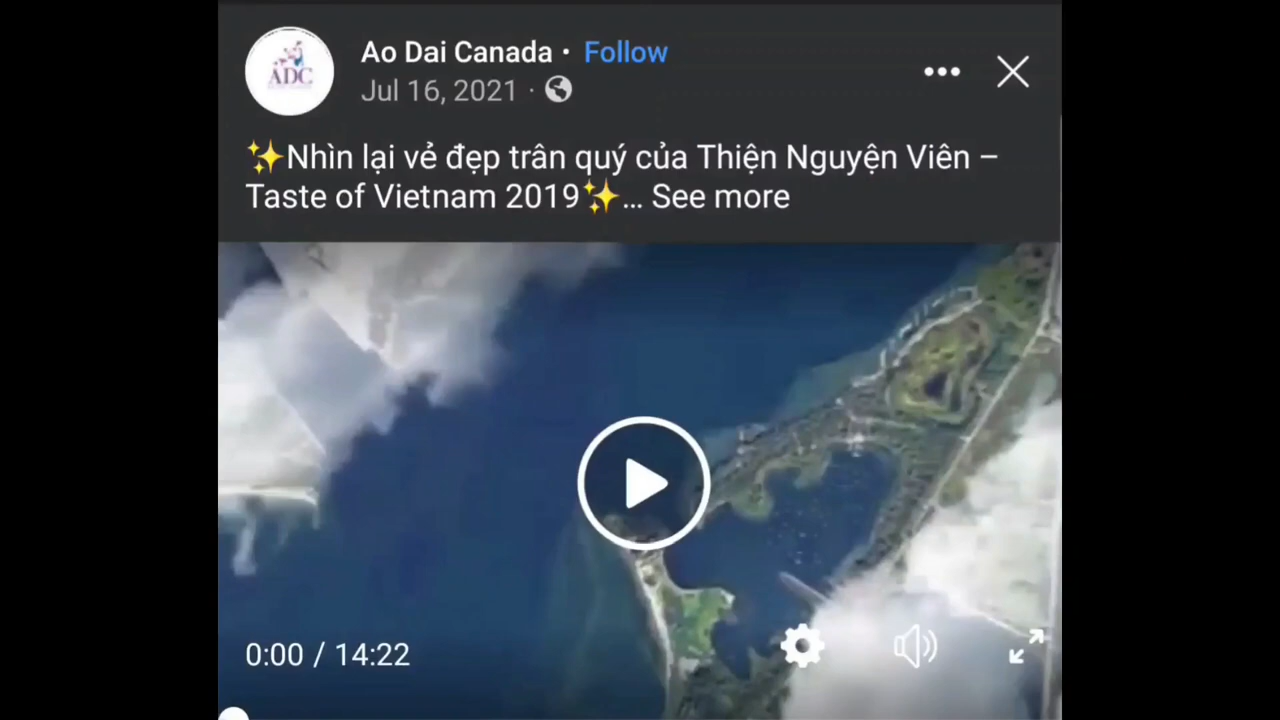 ADC
Ao Dai Canada · Follow
Jul 16, 2021 ·
✨Nhìn lại vẻ đẹp trân quý của Thiện Nguyện Viên –
Taste of Vietnam 2019✨... See more
0:00 / 14:22